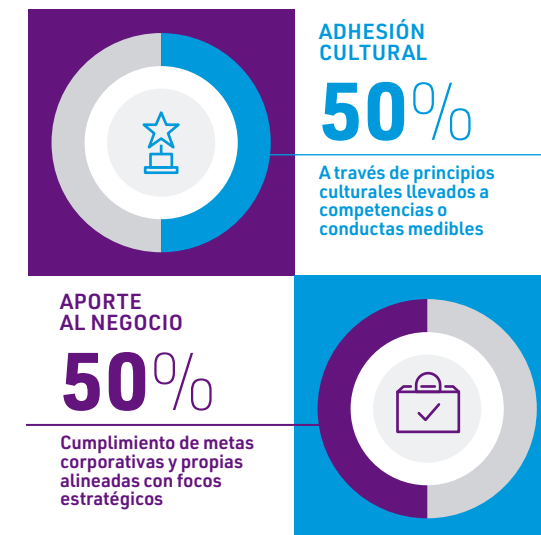 ADHESIÓN
CULTURAL
50%
A través de principios
culturales llevados a
competencias o
conductas medibles
APORTE
AL NEGOCIO
50%
Cumplimiento de metas
corporativas y propias
alineadas con focos
estratégicos